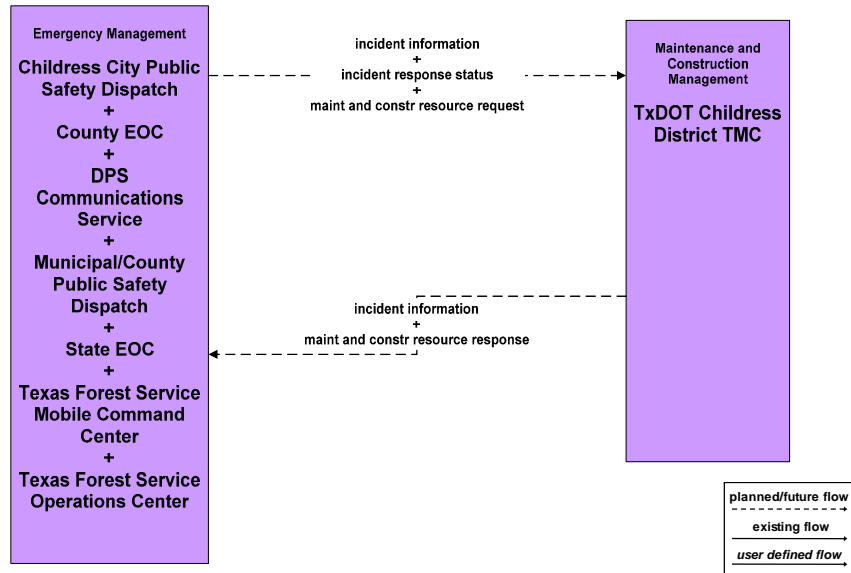 Emergency Management
Childress City Public
Safety Dispatch
+
County EOC
+
DPS
Communications
Service
+
Municipal/County
Public Safety
Dispatch
+
State EOC
+
Texas Forest Service
Mobile Command
Center
+
Texas Forest Service
Operations Center
incident information
+
incident response status
+
maint and constr resource request
incident information
+
maint and constr resource response
Maintenance and
Construction
Management
TxDOT Childress
District TMC
planned/future flow
existing flow
user defined flow